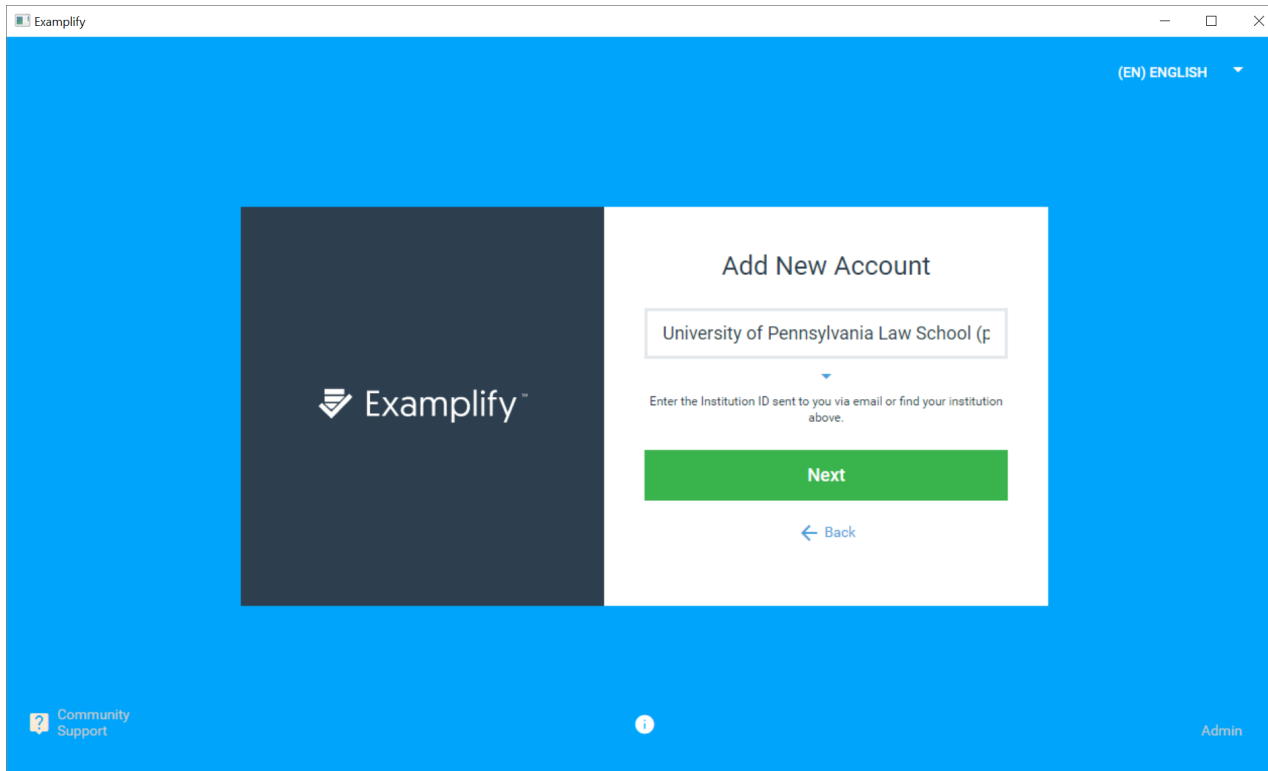 Examplify
(EN) ENGLISH
Examplify™
Add New Account
University of Pennsylvania Law School (p
Enter the Institution ID sent to you via email or find your institution
above.
Next
Back
Community
Support
Admin